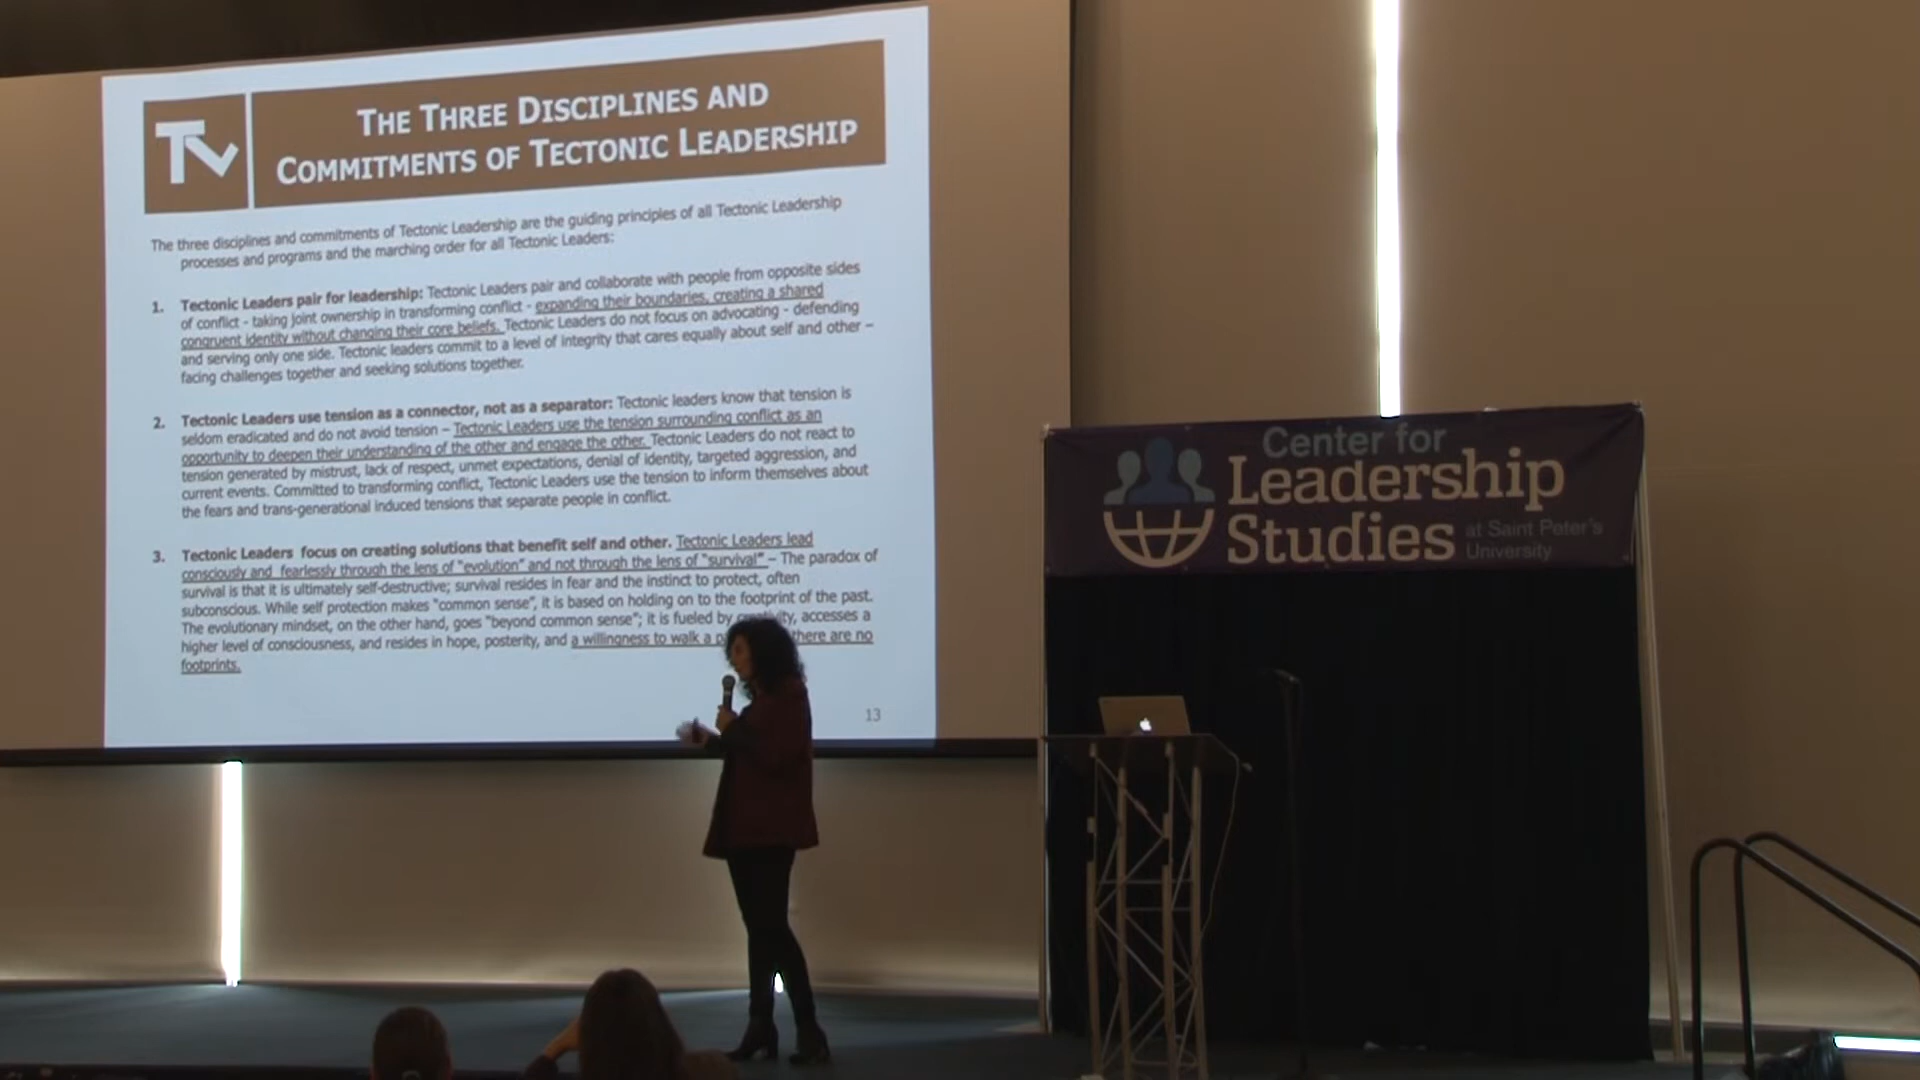 TV
THE THREE DISCIPLINES AND
COMMITMENTS OF TECTONIC LEADERSHIP
The three disciplines and commitments of Tectonic Leadership are the guiding principles of all Tectonic Leadership
processes and programs and the marching order for all Tectonic Leaders:
1. Tectonic Leaders pair for leadership: Tectonic Leaders pair and collaborate with people from opposite sides
of conflict - taking joint ownership in transforming conflict - expanding their boundaries, creating a shared
congruent identity without changing their core beliefs. Tectonic Leaders do not focus on advocating - defending
and serving only one side. Tectonic leaders commit to a level of integrity that cares equally about self and other –
facing challenges together and seeking solutions together.
2. Tectonic Leaders use tension as a connector, not as a separator: Tectonic leaders know that tension is
seldom eradicated and do not avoid tension – Tectonic Leaders use the tension surrounding conflict as an
opportunity to deepen their understanding of the other and engage the other. Tectonic Leaders do not react to
tension generated by mistrust, lack of respect, unmet expectations, denial of identity, targeted aggression, and
current events. Committed to transforming conflict, Tectonic Leaders use the tension to inform themselves about
the fears and trans-generational induced tensions that separate people in conflict.
3. Tectonic Leaders focus on creating solutions that benefit self and other. Tectonic Leaders lead
consciously and fearlessly through the lens of "evolution" and not through the lens of "survival" – The paradox of
survival is that it is ultimately self-destructive; survival resides in fear and the instinct to protect, often
subconscious. While self protection makes "common sense", it is based on holding on to the footprint of the past.
The evolutionary mindset, on the other hand, goes "beyond common sense"; it is fueled by accesses a
higher level of consciousness, and resides in hope, posterity, and a willingness to walk a there are no
footprints.
13
Center for
Leadership
Studies
at Saint Peter's
University